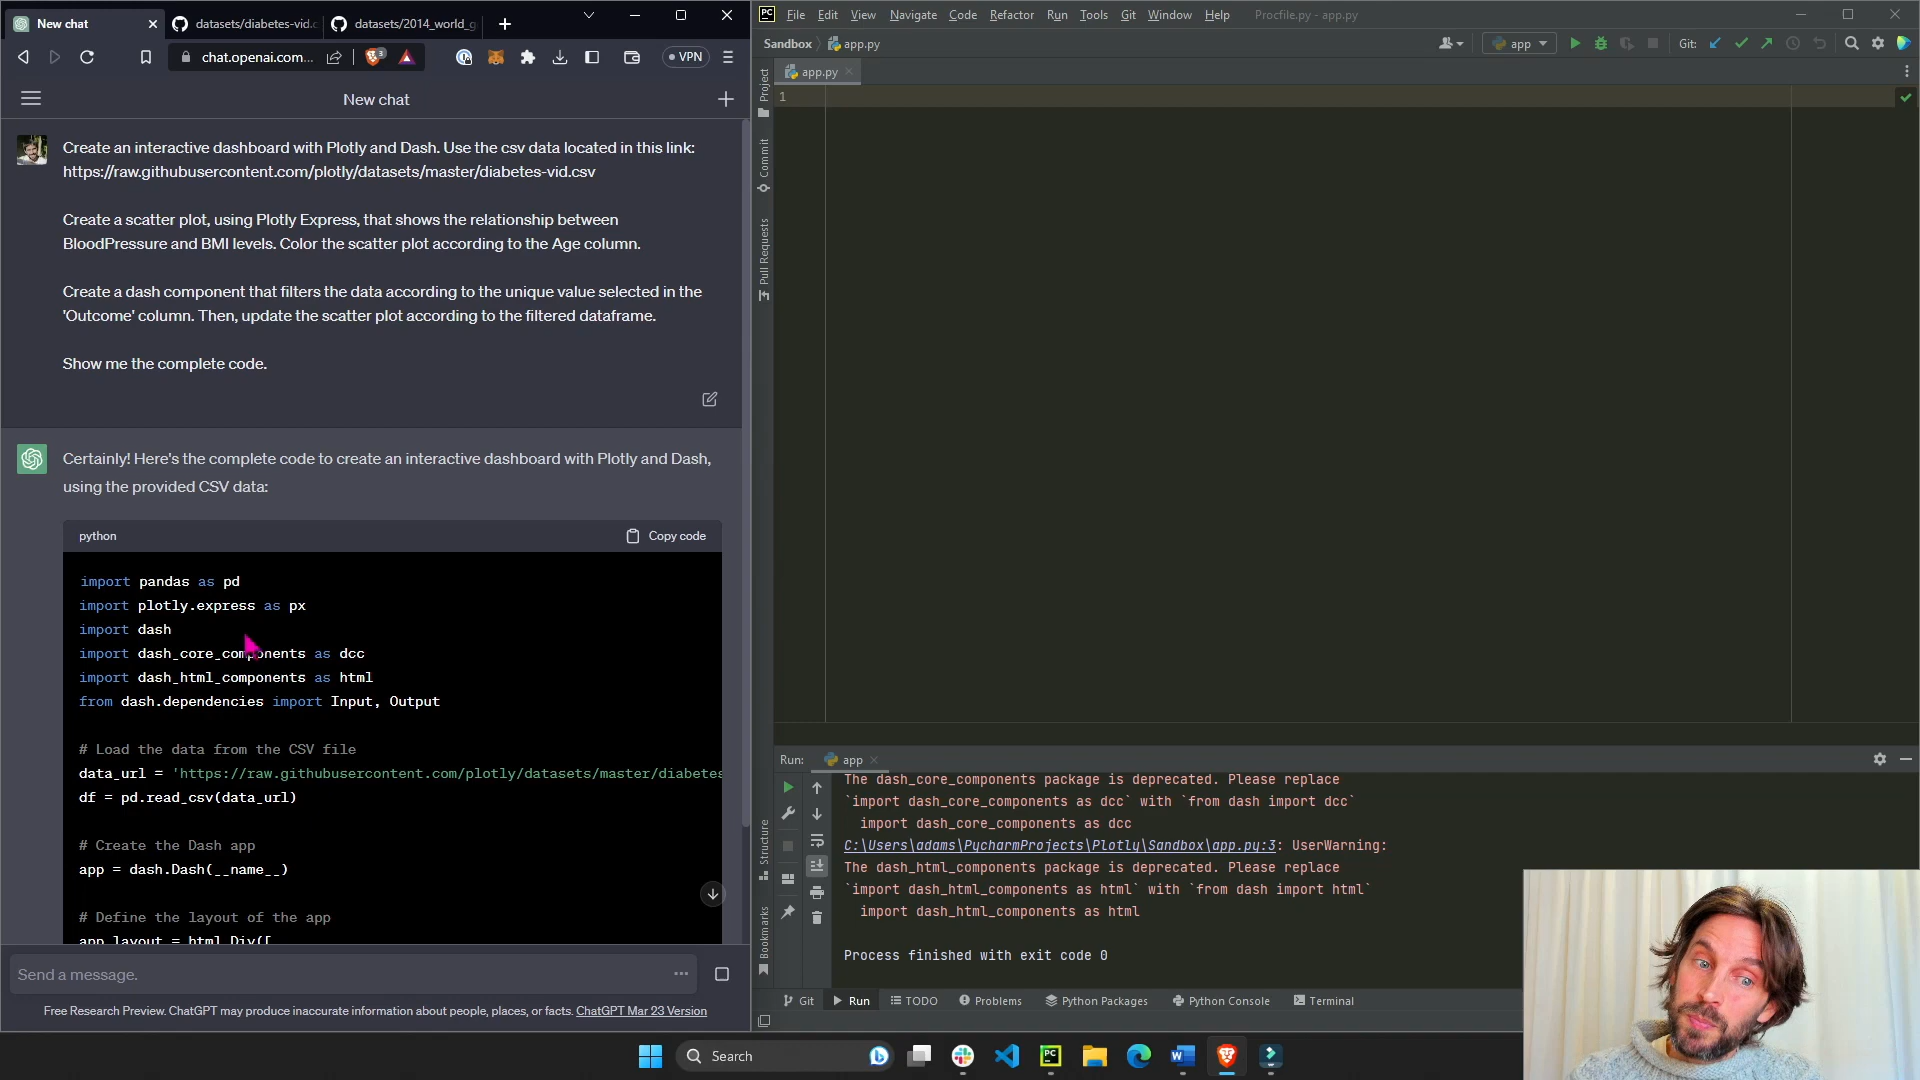 New chat
datasets/diabetes-vid.c
datasets/2014_world_g
chat.openai.com...
3
VPN
New chat
Create an interactive dashboard with Plotly and Dash. Use the csv data located in this link:
https://raw.githubusercontent.com/plotly/datasets/master/diabetes-vid.csv
Create a scatter plot, using Plotly Express, that shows the relationship between
BloodPressure and BMI levels. Color the scatter plot according to the Age column.
Create a dash component that filters the data according to the unique value selected in the
'Outcome' column. Then, update the scatter plot according to the filtered dataframe.
Show me the complete code.
Certainly! Here's the complete code to create an interactive dashboard with Plotly and Dash,
using the provided CSV data:
python
Copy code
import pandas as pd
import plotly.express as px
import dash
import dash_core_components as dcc
import dash_html_components as html
from dash.dependencies import Input, Output
# Load the data from the CSV file
data_url = 'https://raw.githubusercontent.com/plotly/datasets/master/diabetes
df = pd.read_csv(data_url)
# Create the Dash app
app = dash.Dash(__name__)
# Define the layout of the app
app.layout = html.Div([
Send a message.
Free Research Preview. ChatGPT may produce inaccurate information about people, places, or facts. ChatGPT Mar 23 Version
PC
File Edit View Navigate Code Refactor Run Tools Git Window Help
Procfile.py - app.py
Sandbox
app.py
app
Git:
app.py
1
Project
Commit
Pull Requests
Structure
Bookmarks
Run:
app
The dash_core_components package is deprecated. Please replace
`import dash_core_components as dcc` with `from dash import dcc`
import dash_core_components as dcc
C:\Users\adams\PycharmProjects\Plotly\Sandbox\app.py:3: UserWarning:
The dash_html_components package is deprecated. Please replace
`import dash_html_components as html` with `from dash import html`
import dash_html_components as html
Process finished with exit code 0
Git
Run
TODO
Problems
Python Packages
Python Console
Terminal
Search
PC